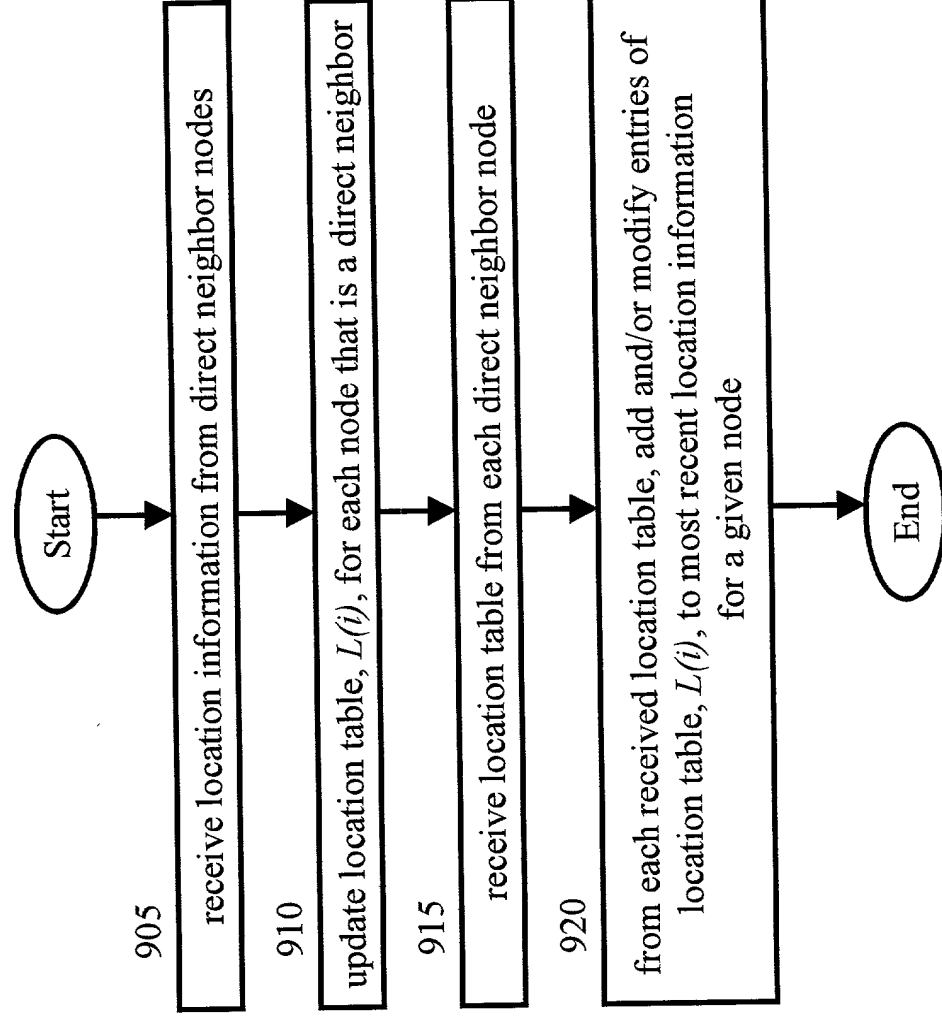 Start
905
receive location information from direct neighbor nodes
910
update location table, L(i), for each node that is a direct neighbor
915
receive location table from each direct neighbor node
920
from each received location table, add and/or modify entries of
location table, L(i), to most recent location information
for a given node
End